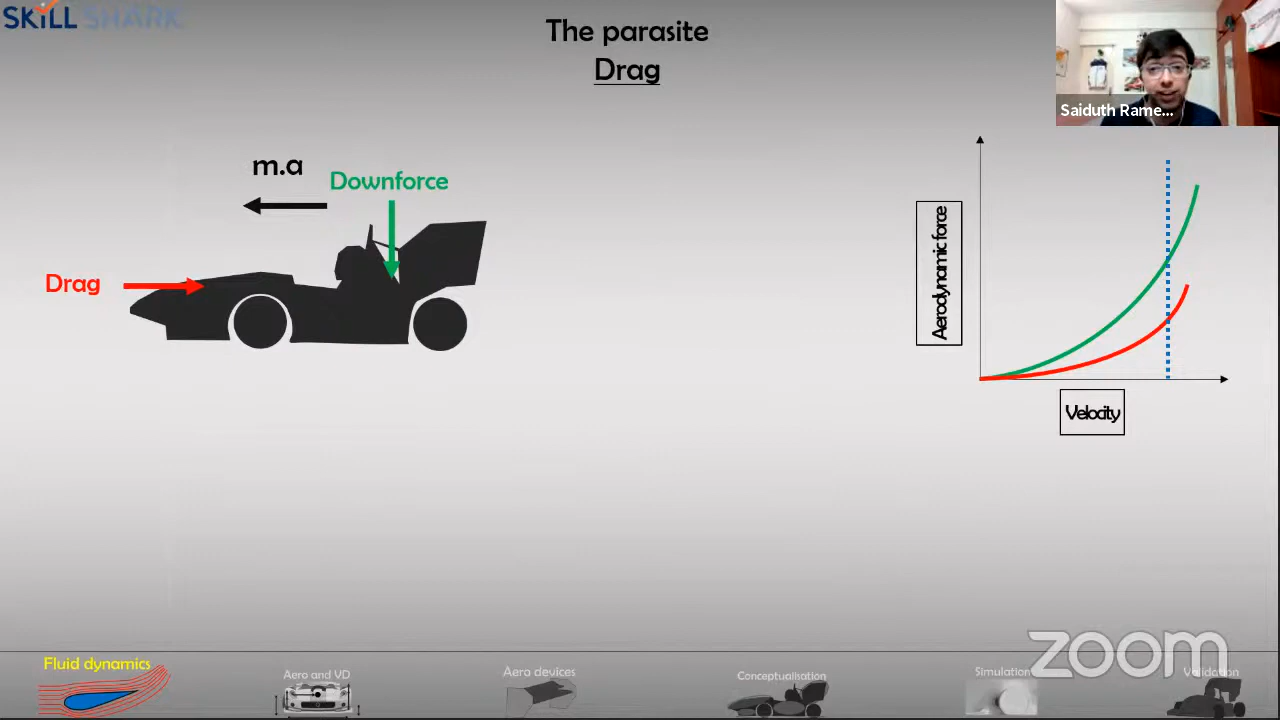 SKILL SHARK
The parasite
Drag
Saiduth Rame...
m.a
Downforce
Drag
Aerodynamic force
Velocity
zoom
Fluid dynamics
Aero and VD
Aero devices
Conceptualisation
Simulation
Validation